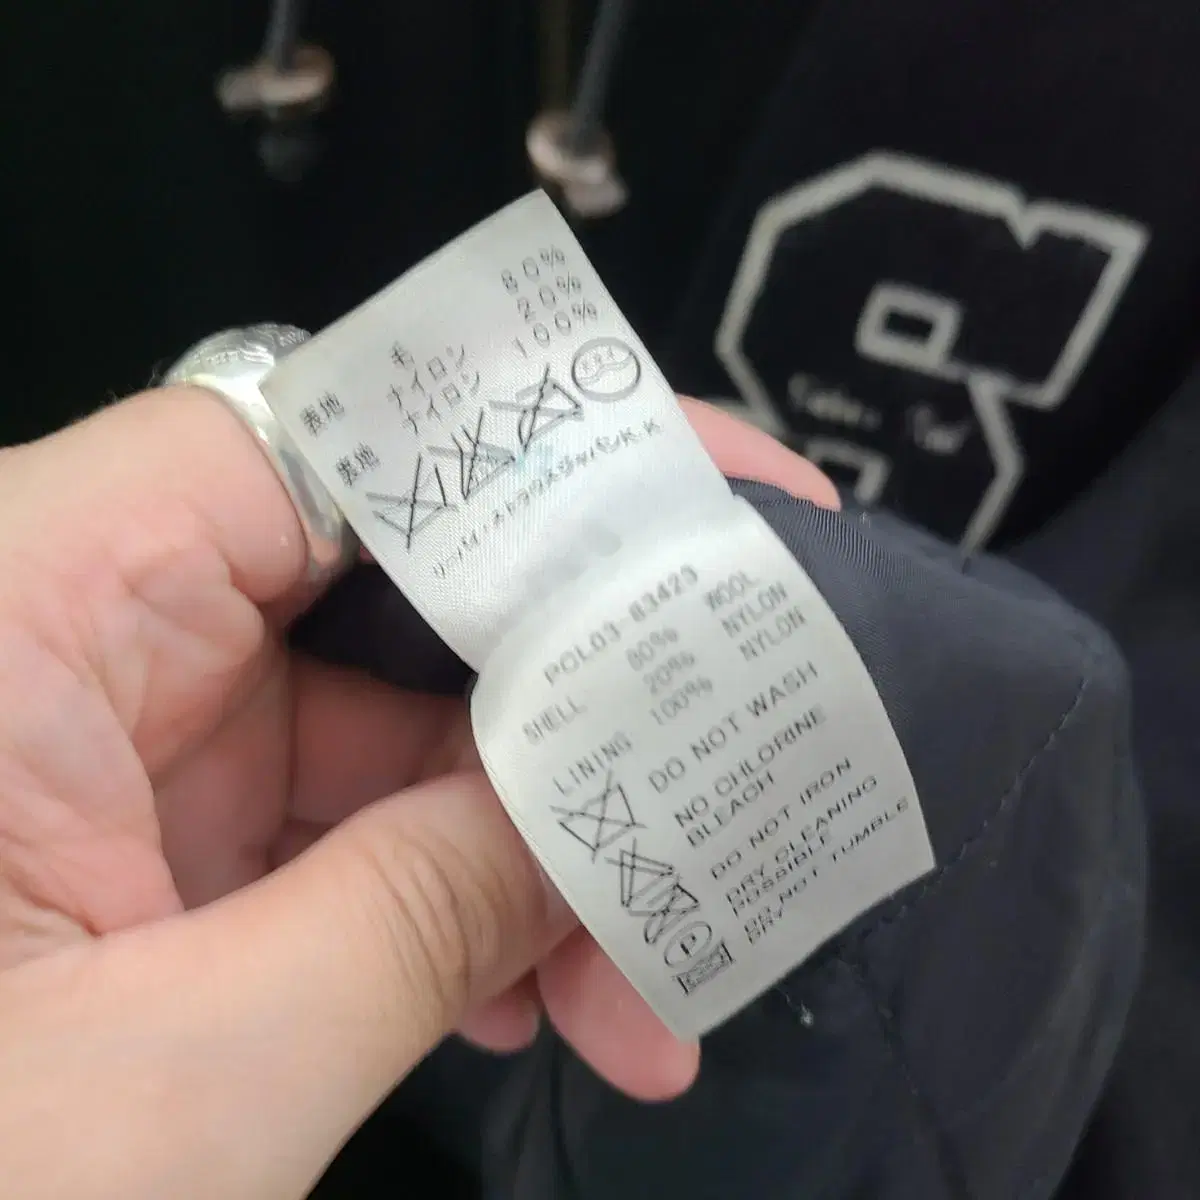 毛 80%
ナイロン 20%
ナイロン 100%
表地
裏地
K.K
POL03-83423
SHELL 80% WOOL
20% NYLON
LINING 100% NYLON
DO NOT WASH
NO CHLORINE
BLEACH
DO NOT IRON
DRY CLEANING
POSSIBLE
DO NOT TUMBLE
DRY
P